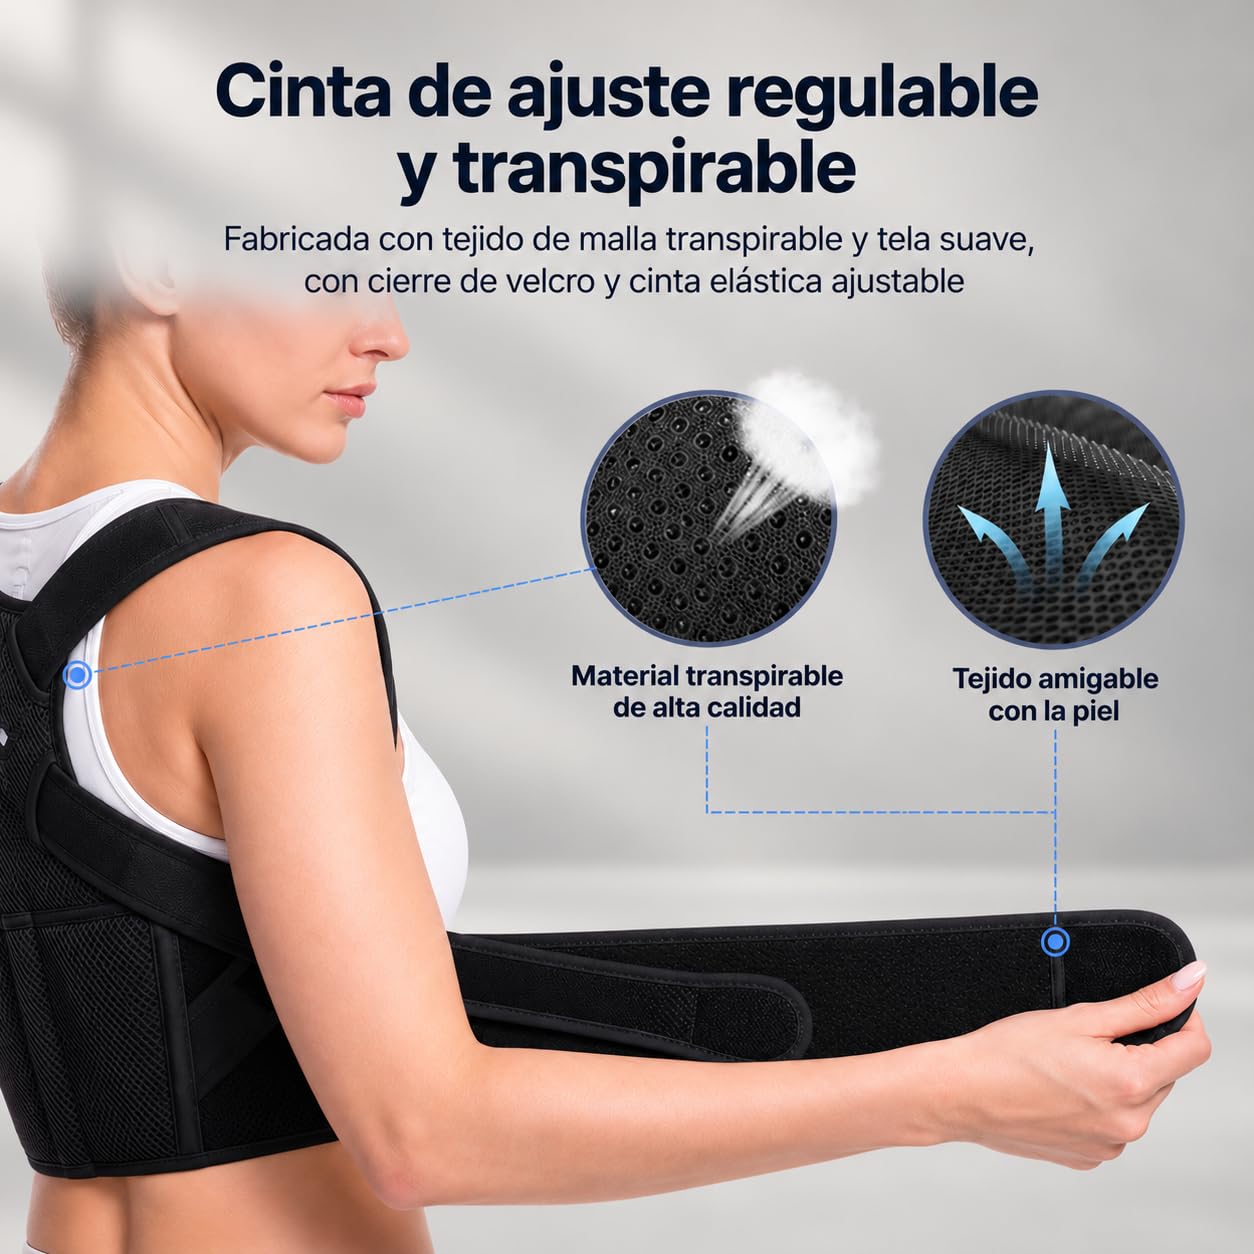 Cinta de ajuste regulable
y transpirable
Fabricada con tejido de malla transpirable y tela suave,
con cierre de velcro y cinta elástica ajustable
Material transpirable
de alta calidad
Tejido amigable
con la piel